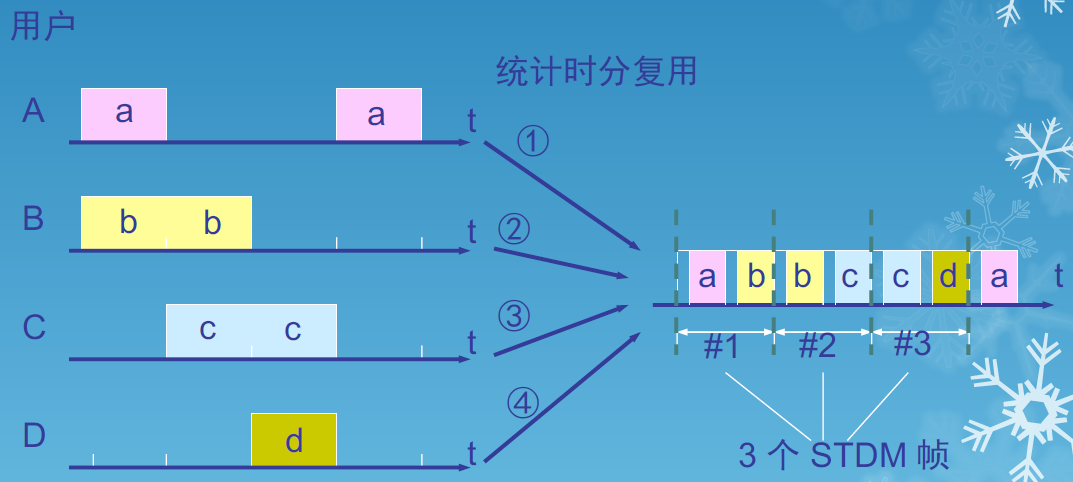 用户
统计时分复用
A a a t
①
B b b t
②
a b b c c d a t
C c c t
③
#1 #2 #3
④
D d t
3 个 STDM 帧